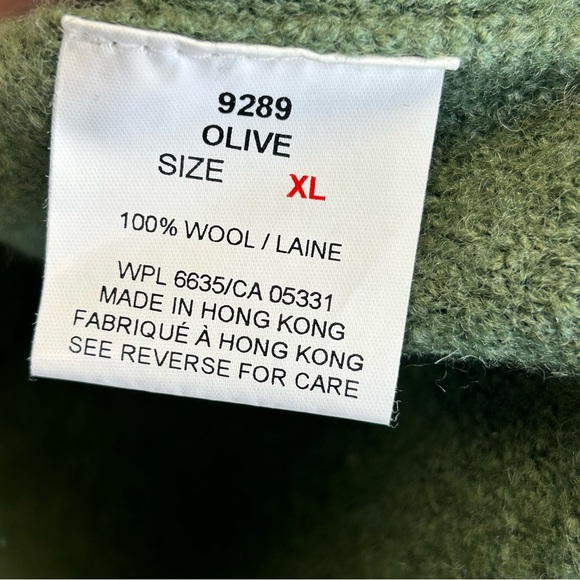 9289
OLIVE
SIZE XL
100% WOOL / LAINE
WPL 6635/CA 05331
MADE IN HONG KONG
FABRIQUÉ À HONG KONG
SEE REVERSE FOR CARE